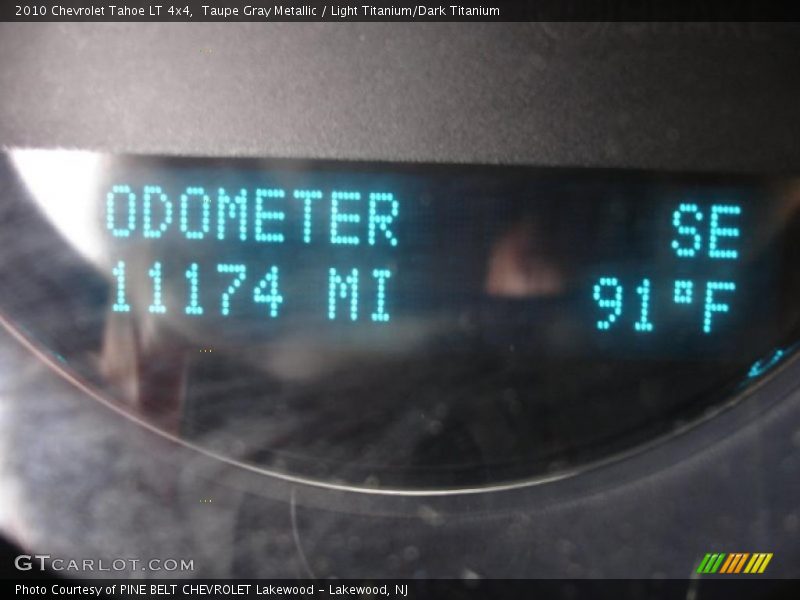 2010 Chevrolet Tahoe LT 4x4, Taupe Gray Metallic / Light Titanium/Dark Titanium
ODOMETER SE
11174 MI 91°F
GTCARLOT.COM
Photo Courtesy of PINE BELT CHEVROLET Lakewood - Lakewood, NJ